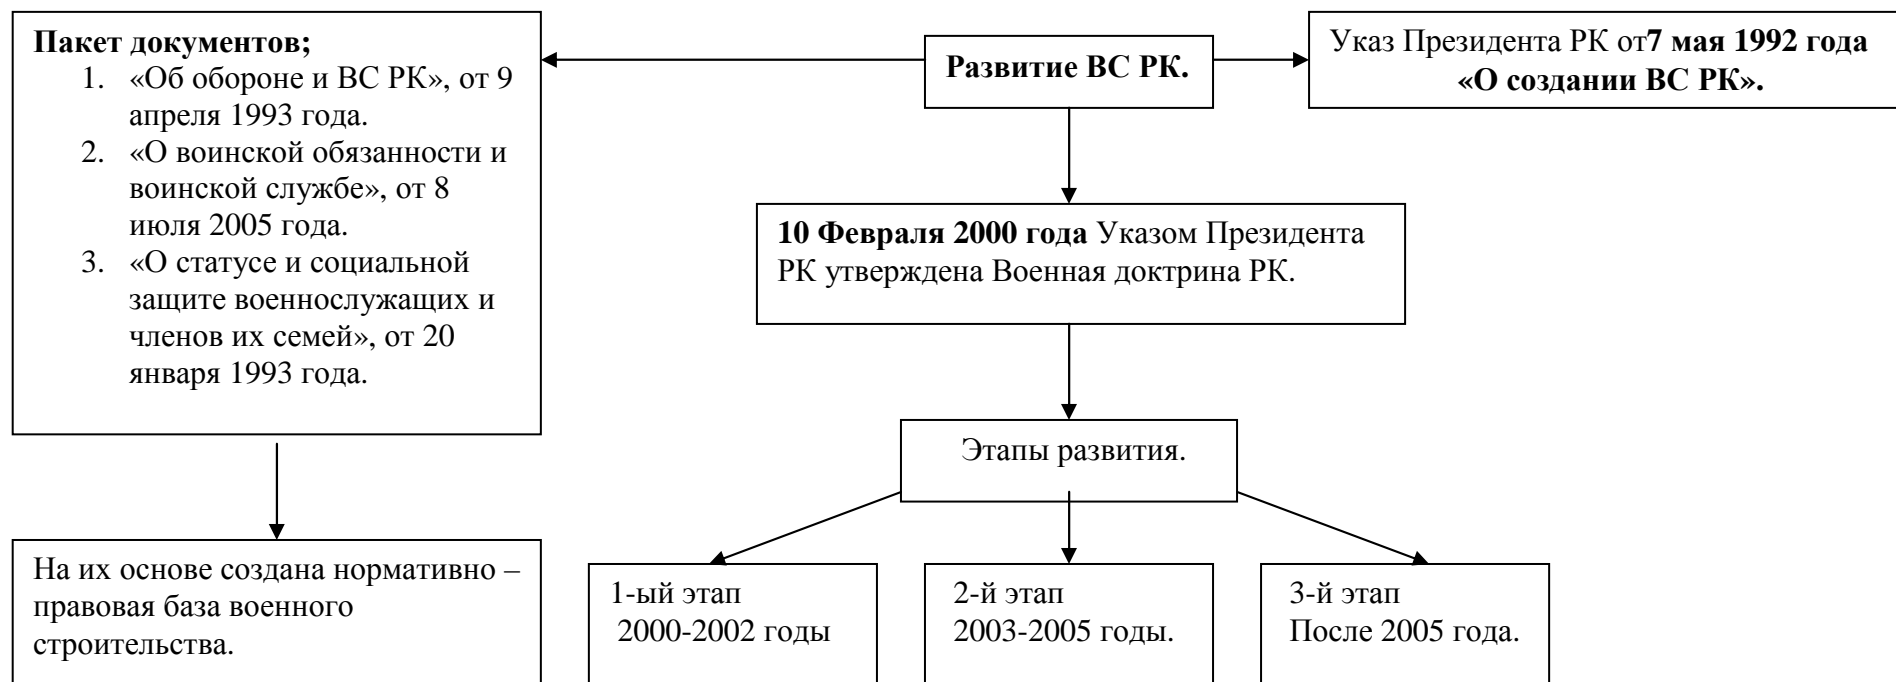 Пакет документов;
1. «Об обороне и ВС РК», от 9
апреля 1993 года.
2. «О воинской обязанности и
воинской службе», от 8
июля 2005 года.
3. «О статусе и социальной
защите военнослужащих и
членов их семей», от 20
января 1993 года.
Развитие ВС РК.
Указ Президента РК от7 мая 1992 года
«О создании ВС РК».
10 Февраля 2000 года Указом Президента
РК утверждена Военная доктрина РК.
Этапы развития.
На их основе создана нормативно –
правовая база военного
строительства.
1-ый этап
2000-2002 годы
2-й этап
2003-2005 годы.
3-й этап
После 2005 года.